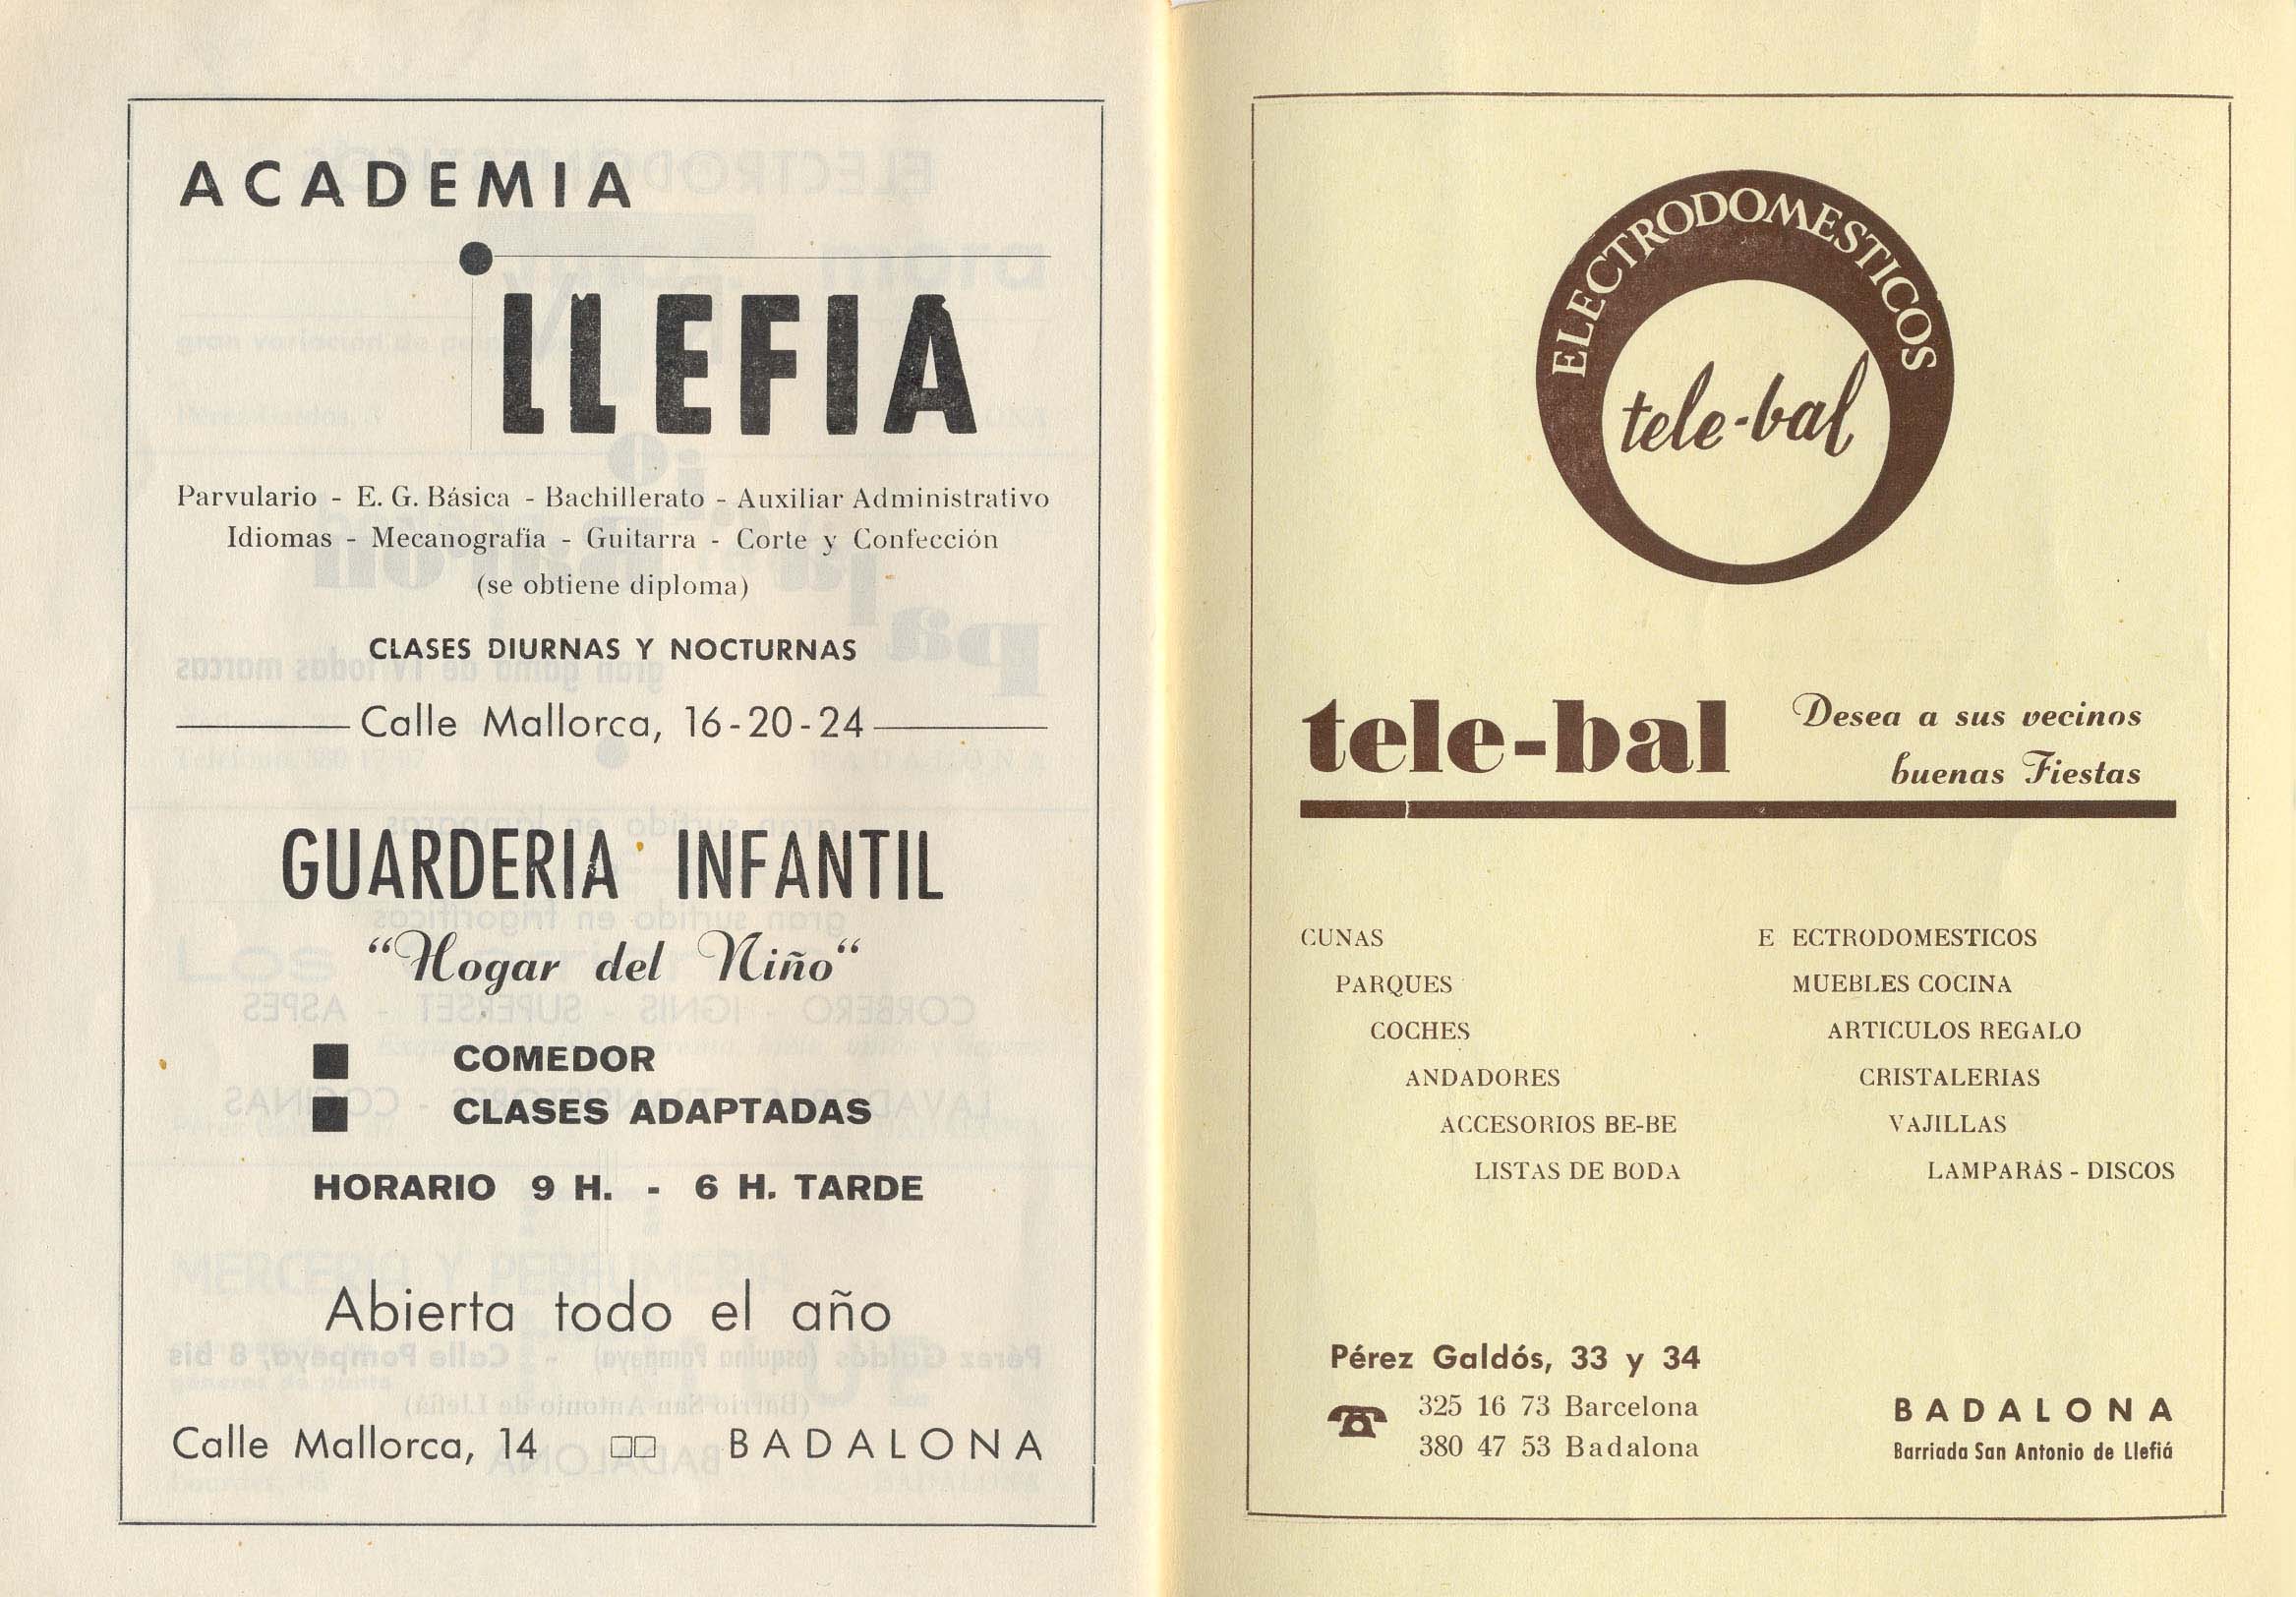 ACADEMIA
LLEFIA
Parvulario - E. G. Básica - Bachillerato - Auxiliar Administrativo
Idiomas - Mecanografía - Guitarra - Corte y Confección
(se obtiene diploma)
CLASES DIURNAS Y NOCTURNAS
Calle Mallorca, 16-20-24
GUARDERIA INFANTIL
“Hogar del Niño“
COMEDOR
CLASES ADAPTADAS
HORARIO 9 H. - 6 H. TARDE
Abierta todo el año
Calle Mallorca, 14 BADALONA
ELECTRODOMESTICOS
tele-bal
tele-bal
Desea a sus vecinos
buenas Fiestas
CUNAS
PARQUES
COCHES
ANDADORES
ACCESORIOS BE-BE
LISTAS DE BODA
E ECTRODOMESTICOS
MUEBLES COCINA
ARTICULOS REGALO
CRISTALERIAS
VAJILLAS
LAMPARAS - DISCOS
Pérez Galdós, 33 y 34
325 16 73 Barcelona
380 47 53 Badalona
BADALONA
Barriada San Antonio de Llefiá